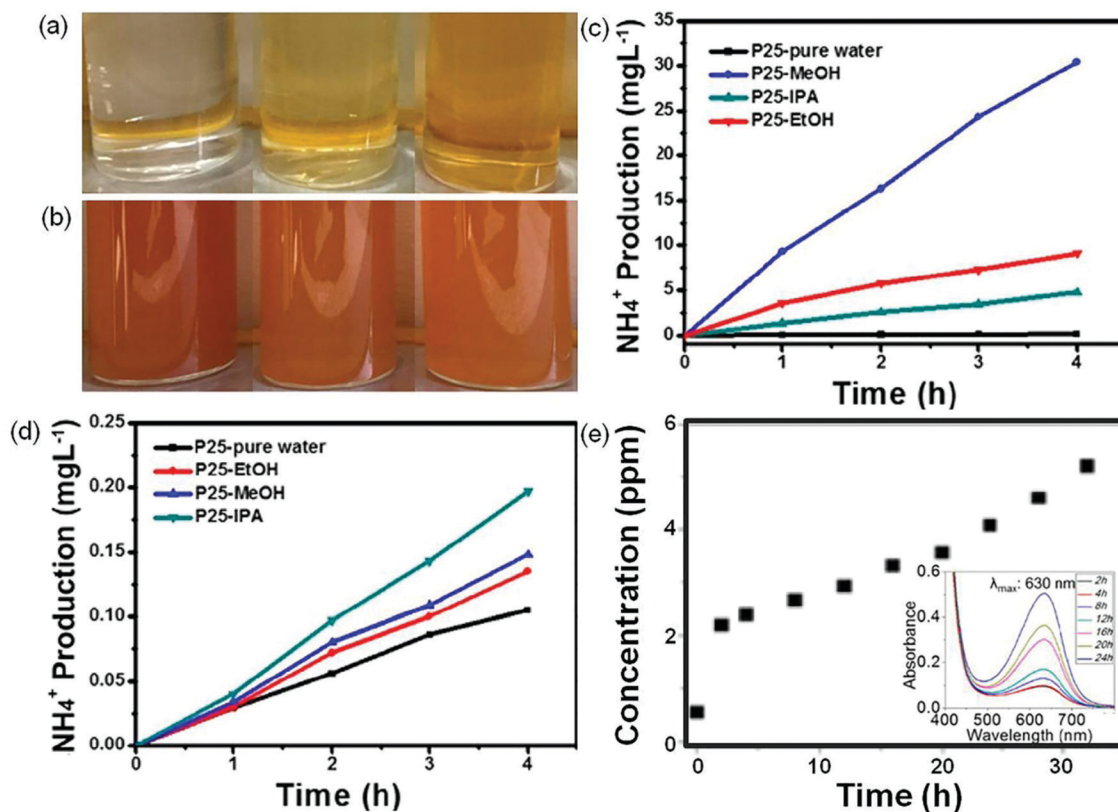 (a)
(b)
(c)
NH4+ Production (mgL-1)
35
30
25
20
15
10
5
0
P25-pure water
P25-MeOH
P25-IPA
P25-EtOH
0 1 2 3 4
Time (h)
(d)
NH4+ Production (mgL-1)
0.25
0.20
0.15
0.10
0.05
0.00
P25-pure water
P25-EtOH
P25-MeOH
P25-IPA
0 1 2 3 4
Time (h)
(e)
Concentration (ppm)
6
4
2
0
0 10 20 30
Time (h)
Absorbance
0.6
0.4
0.2
0.0
λmax: 630 nm
2h
4h
8h
12h
16h
20h
24h
400 500 600 700
Wavelength (nm)